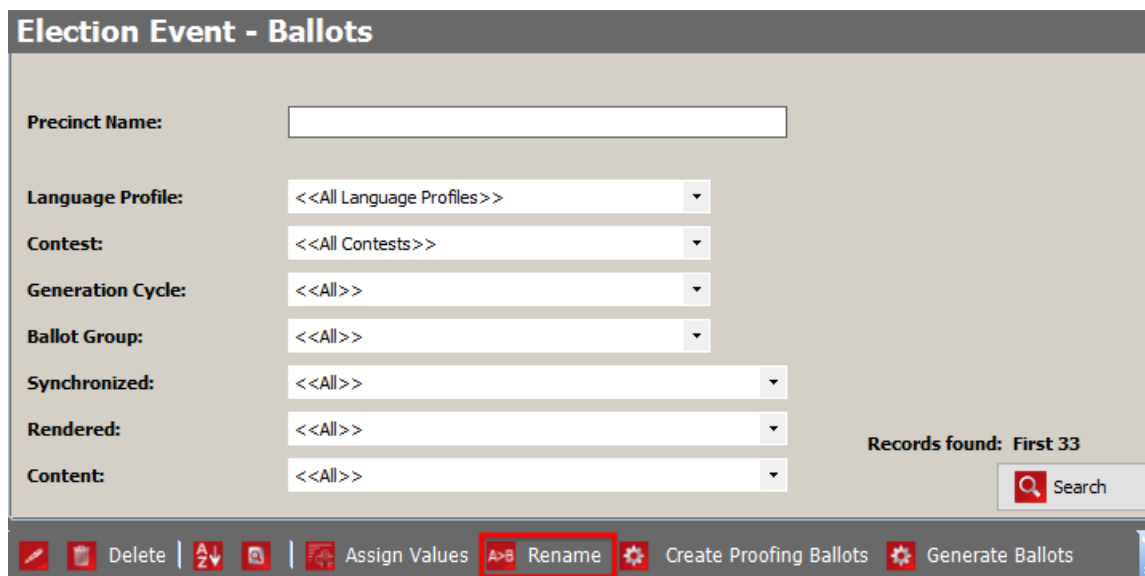 Election Event - Ballots
Precinct Name:
Language Profile: <<All Language Profiles>>
Contest: <<All Contests>>
Generation Cycle: <<All>>
Ballot Group: <<All>>
Synchronized: <<All>>
Rendered: <<All>>
Records found: First 33
Content: <<All>>
Search
Delete A Z Assign Values A>B Rename Create Proofing Ballots Generate Ballots